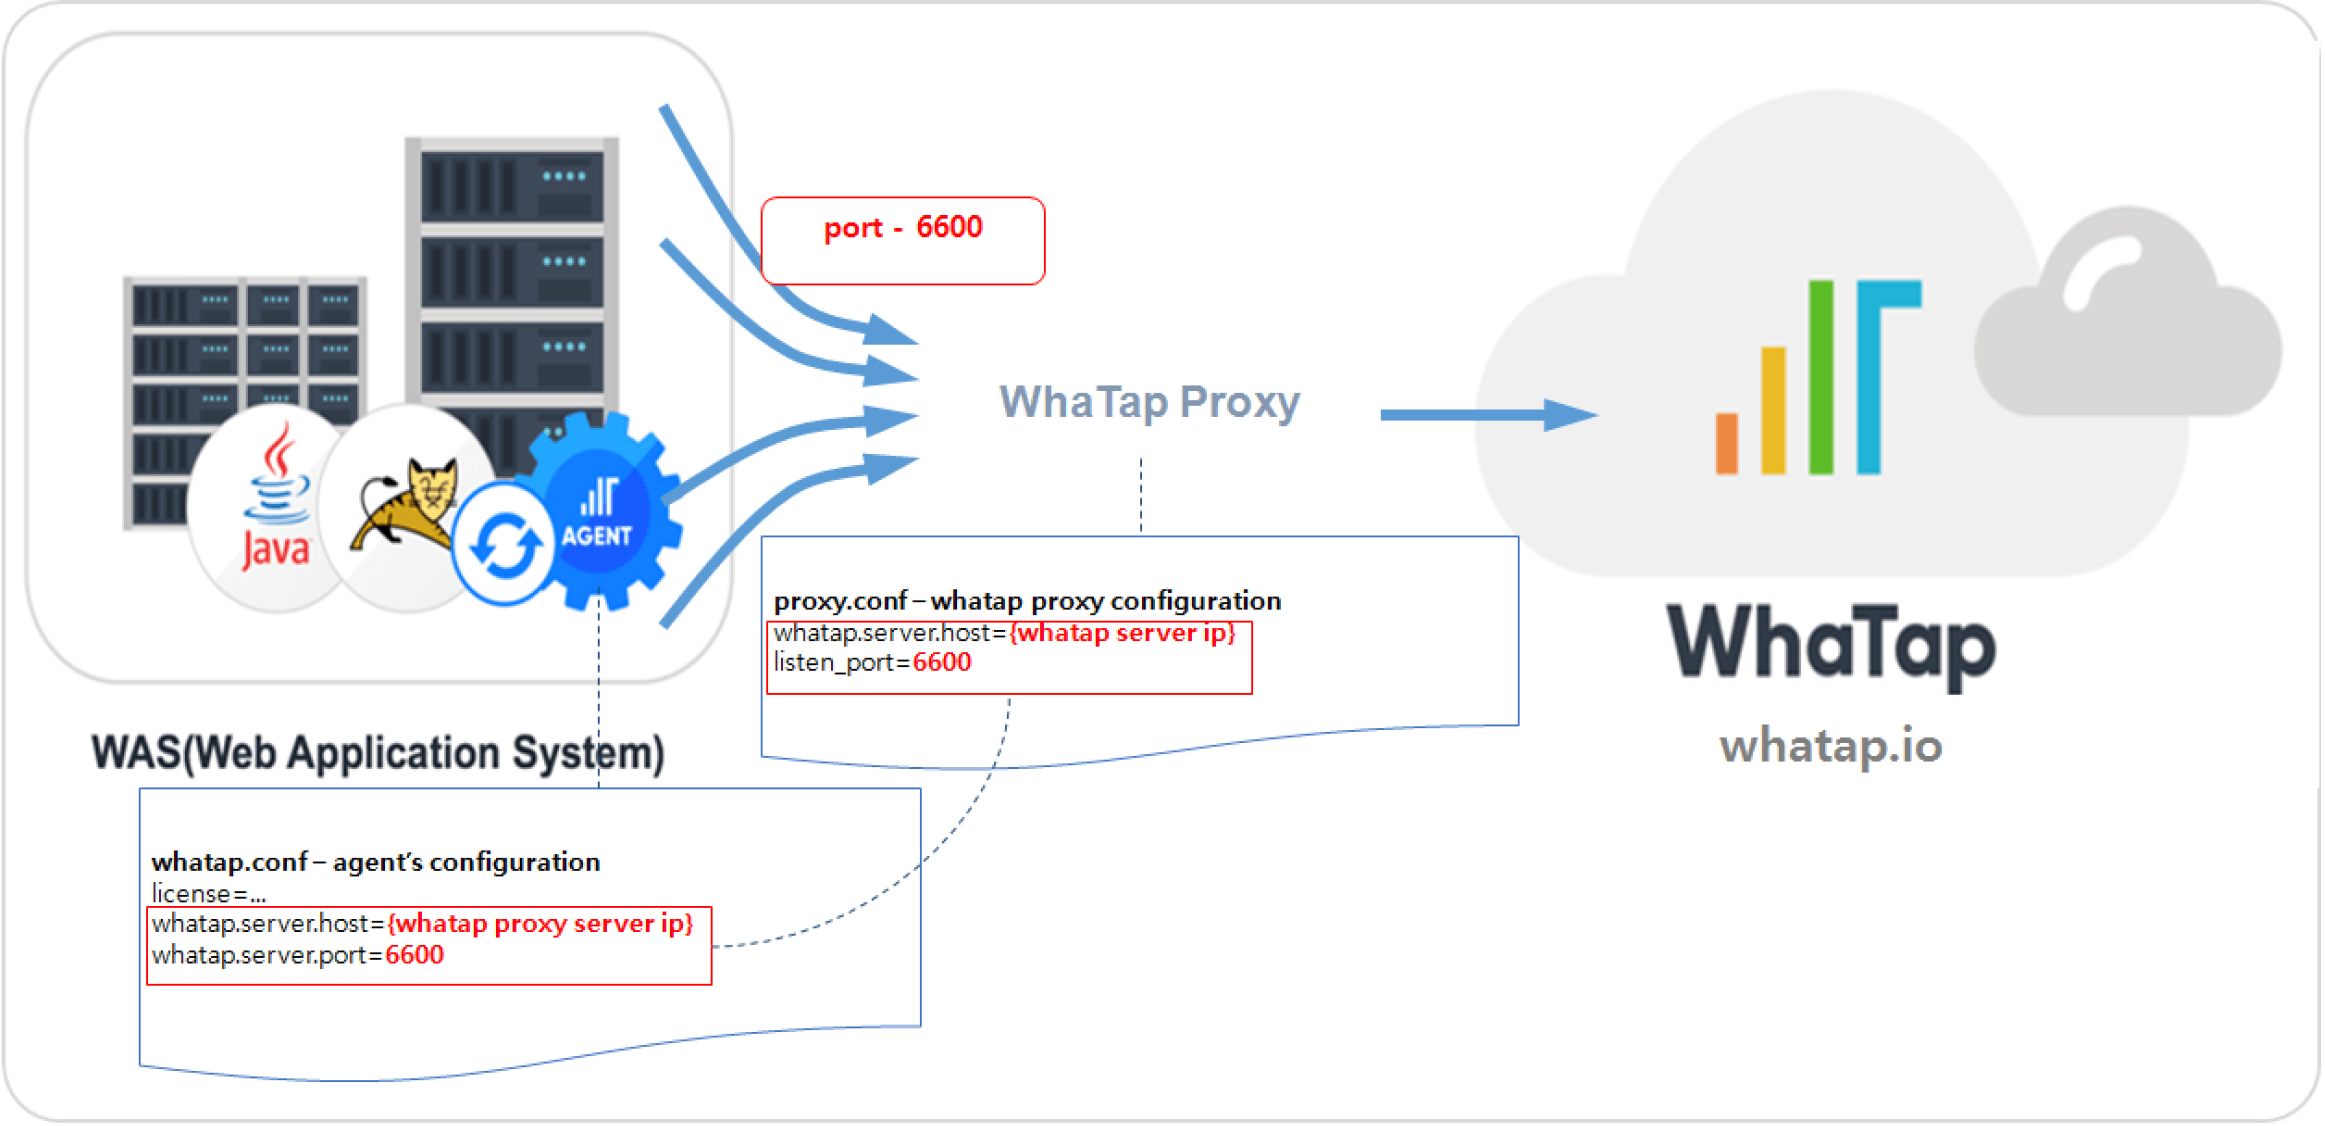 port - 6600
WhaTap Proxy
Java
AGENT
proxy.conf – whatap proxy configuration
whatap.server.host={whatap server ip}
listen_port=6600
WhaTap
whatap.io
WAS(Web Application System)
whatap.conf – agent's configuration
license=...
whatap.server.host={whatap proxy server ip}
whatap.server.port=6600